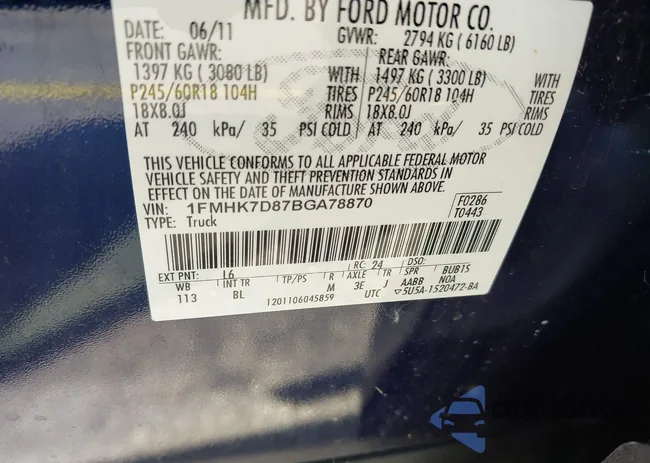 MFD. BY FORD MOTOR CO.
DATE: 06/11 GVWR: 2794 KG ( 6160 LB)
FRONT GAWR: REAR GAWR:
1397 KG ( 3080 LB) WITH 1497 KG ( 3300 LB) WITH
P245/60R18 104H TIRES P245/60R18 104H TIRES
18X8.0J RIMS 18X8.0J RIMS
AT 240 kPa/ 35 PSI COLD AT 240 kPa/ 35 PSI COLD
THIS VEHICLE CONFORMS TO ALL APPLICABLE FEDERAL MOTOR
VEHICLE SAFETY AND THEFT PREVENTION STANDARDS IN
EFFECT ON THE DATE OF MANUFACTURE SHOWN ABOVE.
VIN: 1FMHK7D87BGA78870 F0286
TYPE: Truck T0443
EXT PNT: L6 RC: 24 DSO:
WB INT TR TP/PS R AXLE TR SPR BUB1S
113 BL M 3E J AABB NOA
1201106045859 UTC ▽5U5A-1520472-BA